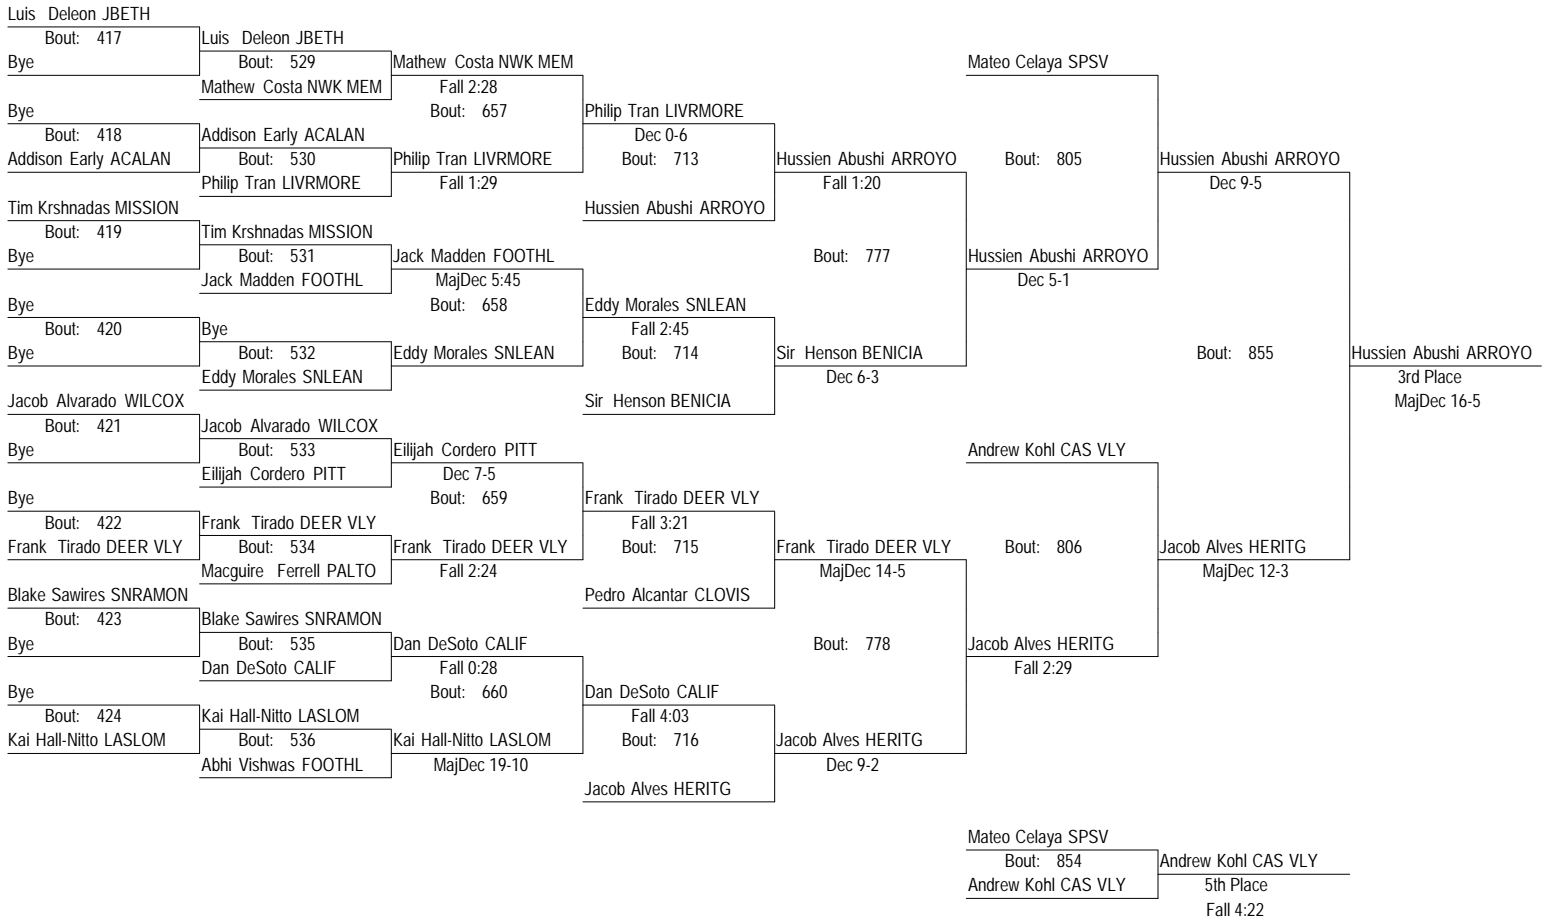 Luis Deleon JBETH
Bout: 417 Luis Deleon JBETH
Bye Bout: 529 Mathew Costa NWK MEM Mateo Celaya SPSV
Mathew Costa NWK MEM Fall 2:28
Bye Bout: 657 Philip Tran LIVRMORE
Bout: 418 Addison Early ACALAN Dec 0-6
Addison Early ACALAN Bout: 530 Philip Tran LIVRMORE Bout: 713 Hussien Abushi ARROYO Bout: 805 Hussien Abushi ARROYO
Philip Tran LIVRMORE Fall 1:29 Fall 1:20 Dec 9-5
Tim Krshnadas MISSION Hussien Abushi ARROYO
Bout: 419 Tim Krshnadas MISSION
Bye Bout: 531 Jack Madden FOOTHL Bout: 777 Hussien Abushi ARROYO
Jack Madden FOOTHL MajDec 5:45 Dec 5-1
Bye Bout: 658 Eddy Morales SNLEAN
Bout: 420 Bye Fall 2:45
Bye Bout: 532 Eddy Morales SNLEAN Bout: 714 Sir Henson BENICIA Bout: 855 Hussien Abushi ARROYO
Eddy Morales SNLEAN Dec 6-3 3rd Place
Jacob Alvarado WILCOX Sir Henson BENICIA MajDec 16-5
Bout: 421 Jacob Alvarado WILCOX
Bye Bout: 533 Eilijah Cordero PITT Andrew Kohl CAS VLY
Eilijah Cordero PITT Dec 7-5
Bye Bout: 659 Frank Tirado DEER VLY
Bout: 422 Frank Tirado DEER VLY Fall 3:21
Frank Tirado DEER VLY Bout: 534 Frank Tirado DEER VLY Bout: 715 Frank Tirado DEER VLY Bout: 806 Jacob Alves HERITG
Macguire Ferrell PALTO Fall 2:24 MajDec 14-5 MajDec 12-3
Blake Sawires SNRAMON Pedro Alcantar CLOVIS
Bout: 423 Blake Sawires SNRAMON
Bye Bout: 535 Dan DeSoto CALIF Bout: 778 Jacob Alves HERITG
Dan DeSoto CALIF Fall 0:28 Fall 2:29
Bye Bout: 660 Dan DeSoto CALIF
Bout: 424 Kai Hall-Nitto LASLOM Fall 4:03
Kai Hall-Nitto LASLOM Bout: 536 Kai Hall-Nitto LASLOM Bout: 716 Jacob Alves HERITG
Abhi Vishwas FOOTHL MajDec 19-10 Dec 9-2
Jacob Alves HERITG
Mateo Celaya SPSV
Bout: 854 Andrew Kohl CAS VLY
Andrew Kohl CAS VLY 5th Place
Fall 4:22